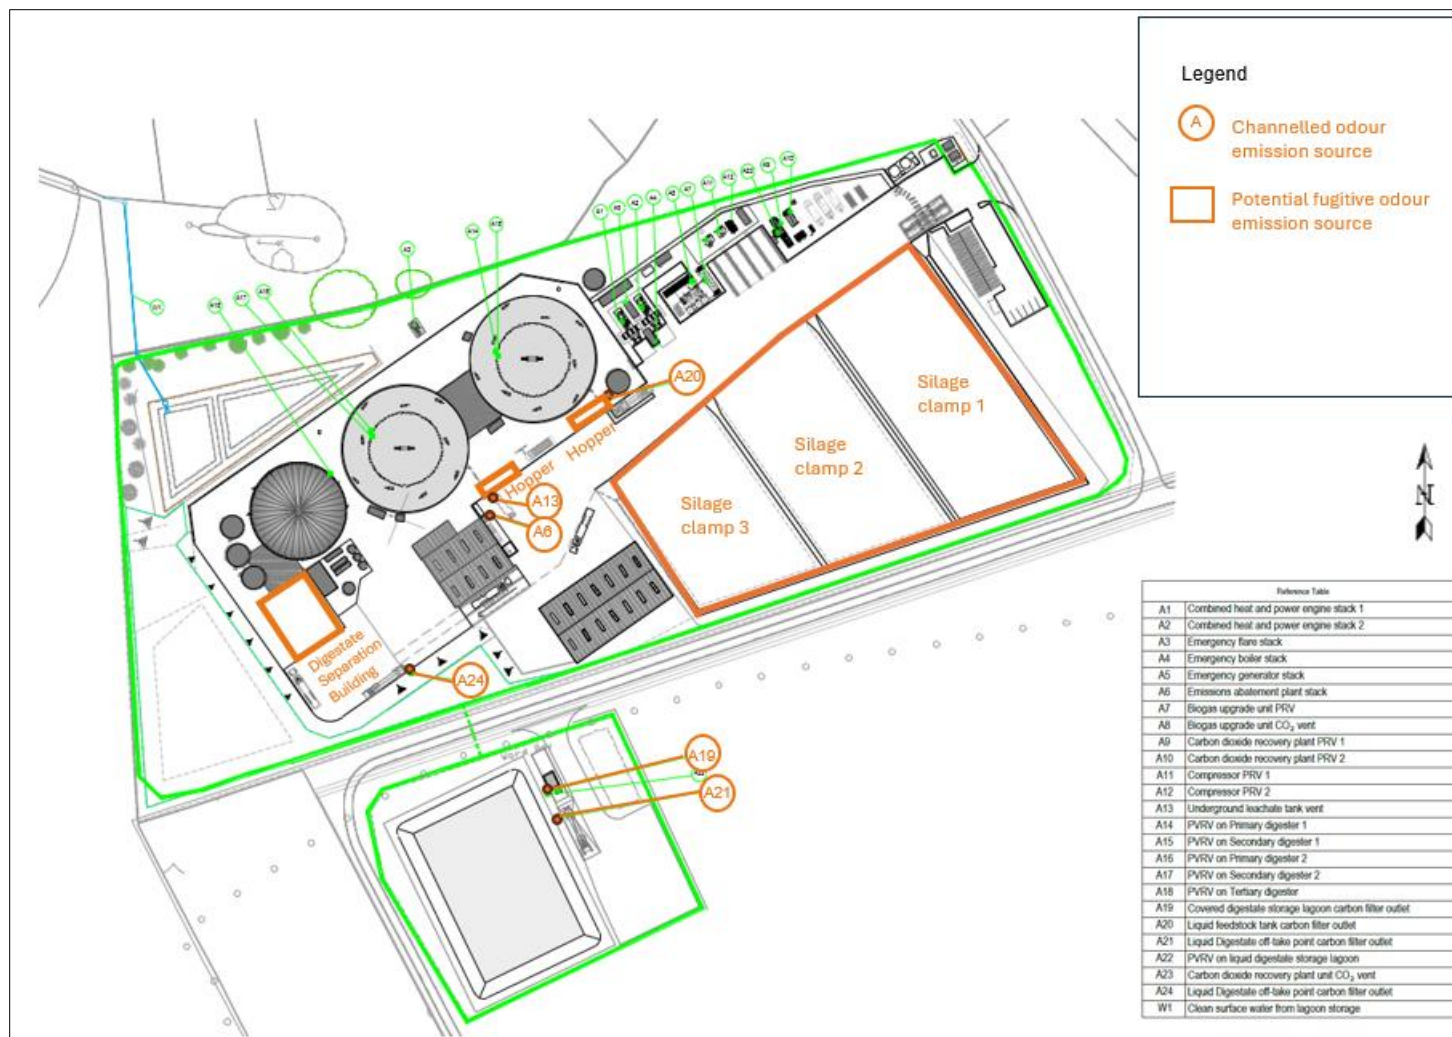 Legend
A
Channelled odour
emission source
Potential fugitive odour
emission source
A14
A3
A17
A20
Silage
clamp 1
Silage
clamp 2
Silage
clamp 3
Hopper
Hopper
A13
A6
Digestate
Separation
Building
A24
A19
A21
N
Reference Table
A1 Combined heat and power engine stack 1
A2 Combined heat and power engine stack 2
A3 Emergency flare stack
A4 Emergency boiler stack
A5 Emergency generator stack
A6 Emissions abatement plant stack
A7 Biogas upgrade unit PRV
A8 Biogas upgrade unit CO₂ vent
A9 Carbon dioxide recovery plant PRV 1
A10 Carbon dioxide recovery plant PRV 2
A11 Compressor PRV 1
A12 Compressor PRV 2
A13 Underground leachate tank vent
A14 PVRV on Primary digester 1
A15 PVRV on Secondary digester 1
A16 PVRV on Primary digester 2
A17 PVRV on Secondary digester 2
A18 PVRV on Tertiary digester
A19 Covered digestate storage lagoon carbon filter outlet
A20 Liquid feedstock tank carbon filter outlet
A21 Liquid Digestate off-take point carbon filter outlet
A22 PVRV on liquid digestate storage lagoon
A23 Carbon dioxide recovery plant unit CO₂ vent
A24 Liquid Digestate off-take point carbon filter outlet
W1 Clean surface water from lagoon storage